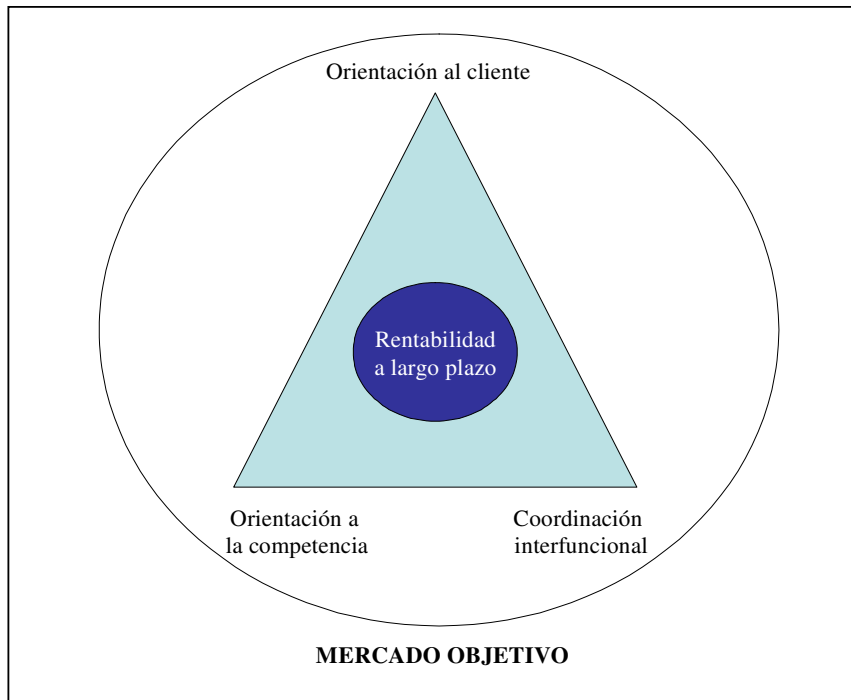 Orientación al cliente
Rentabilidad
a largo plazo
Orientación a
la competencia
Coordinación
interfuncional
MERCADO OBJETIVO